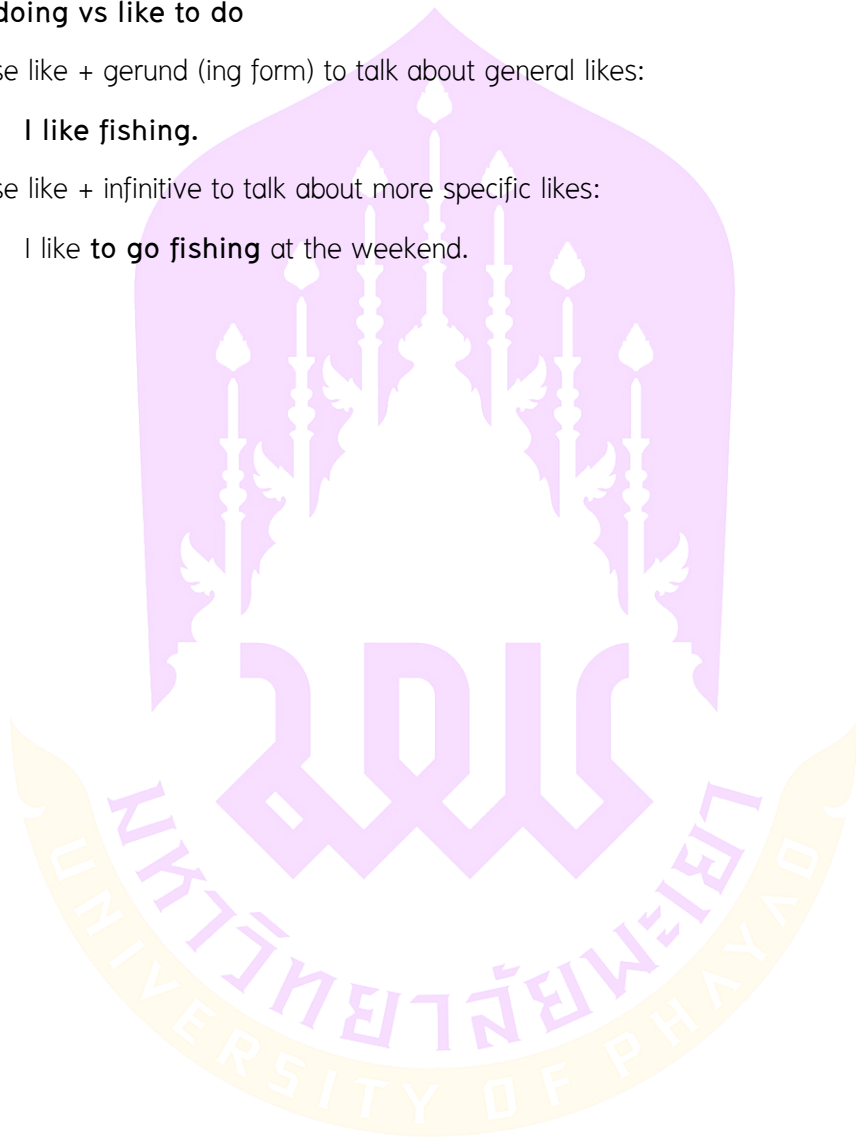 doing vs like to do
se like + gerund (ing form) to talk about general likes:
I like fishing.
se like + infinitive to talk about more specific likes:
I like to go fishing at the weekend.
มหาวิทยาลัยพะเยา
UNIVERSITY OF PHAYAO